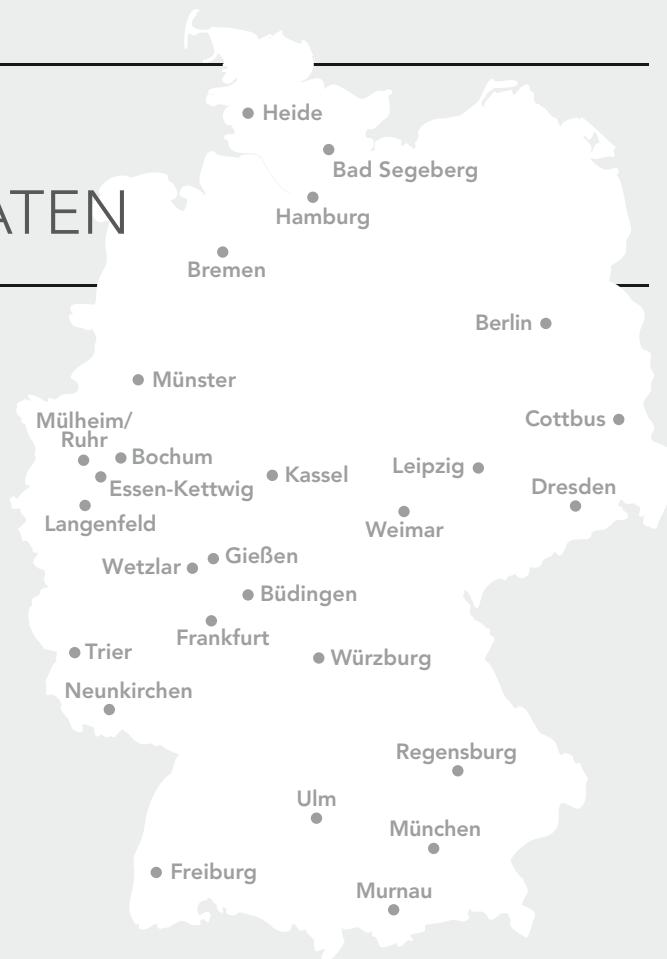 Heide
Bad Segeberg
ATEN
Hamburg
Bremen
Berlin
Münster
Mülheim/
Ruhr
Cottbus
Bochum
Leipzig
Kassel
Essen-Kettwig
Dresden
Langenfeld
Weimar
Gießen
Wetzlar
Büdingen
Frankfurt
Trier
Würzburg
Neunkirchen
Regensburg
Ulm
München
Freiburg
Murnau